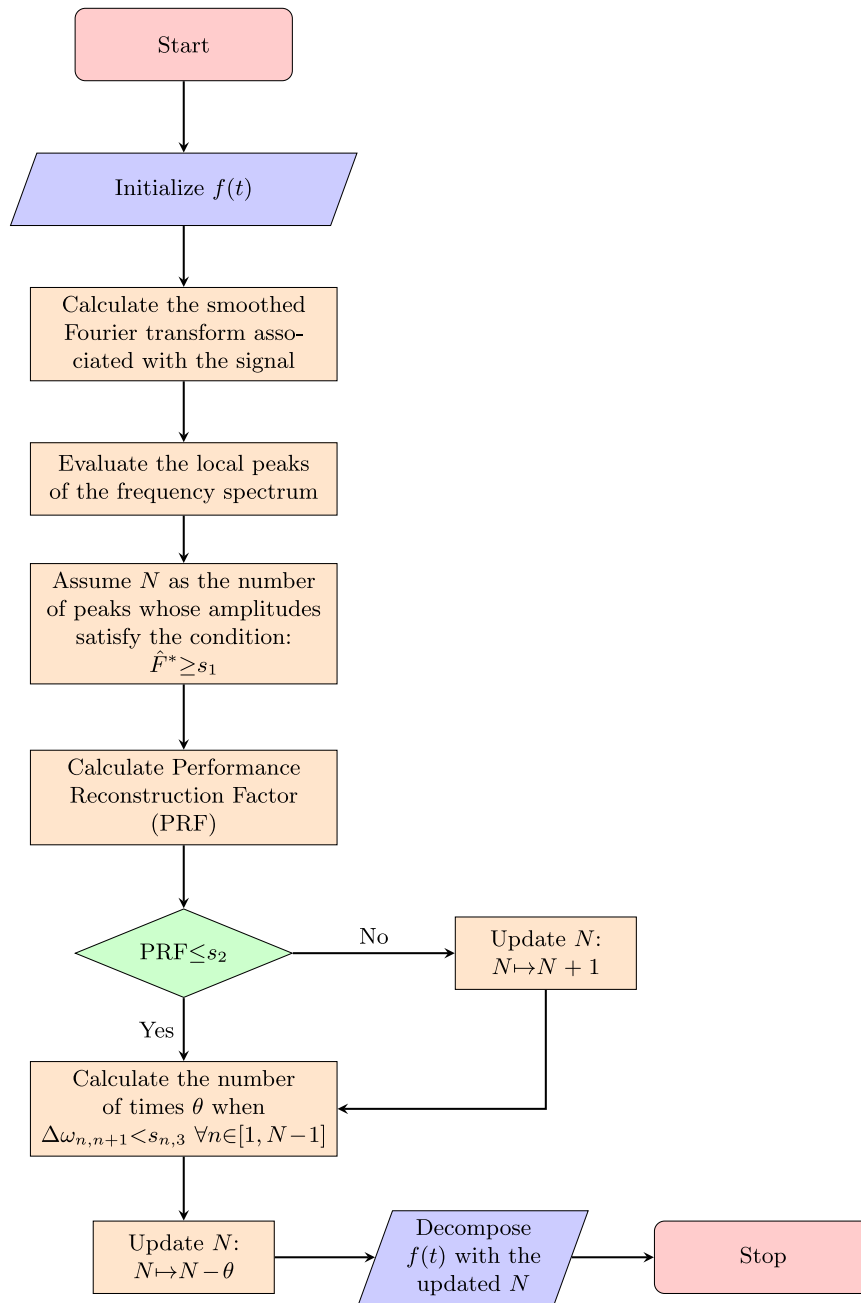 Start
Initialize f(t)
Calculate the smoothed
Fourier transform asso-
ciated with the signal
Evaluate the local peaks
of the frequency spectrum
Assume N as the number
of peaks whose amplitudes
satisfy the condition:
F̂*≥s₁
Calculate Performance
Reconstruction Factor
(PRF)
PRF≤s₂
No
Update N:
N↦N + 1
Yes
Calculate the number
of times θ when
Δωₙ,ₙ₊₁<sₙ,₃ ∀n∈[1, N−1]
Update N:
N↦N−θ
Decompose
f(t) with the
updated N
Stop